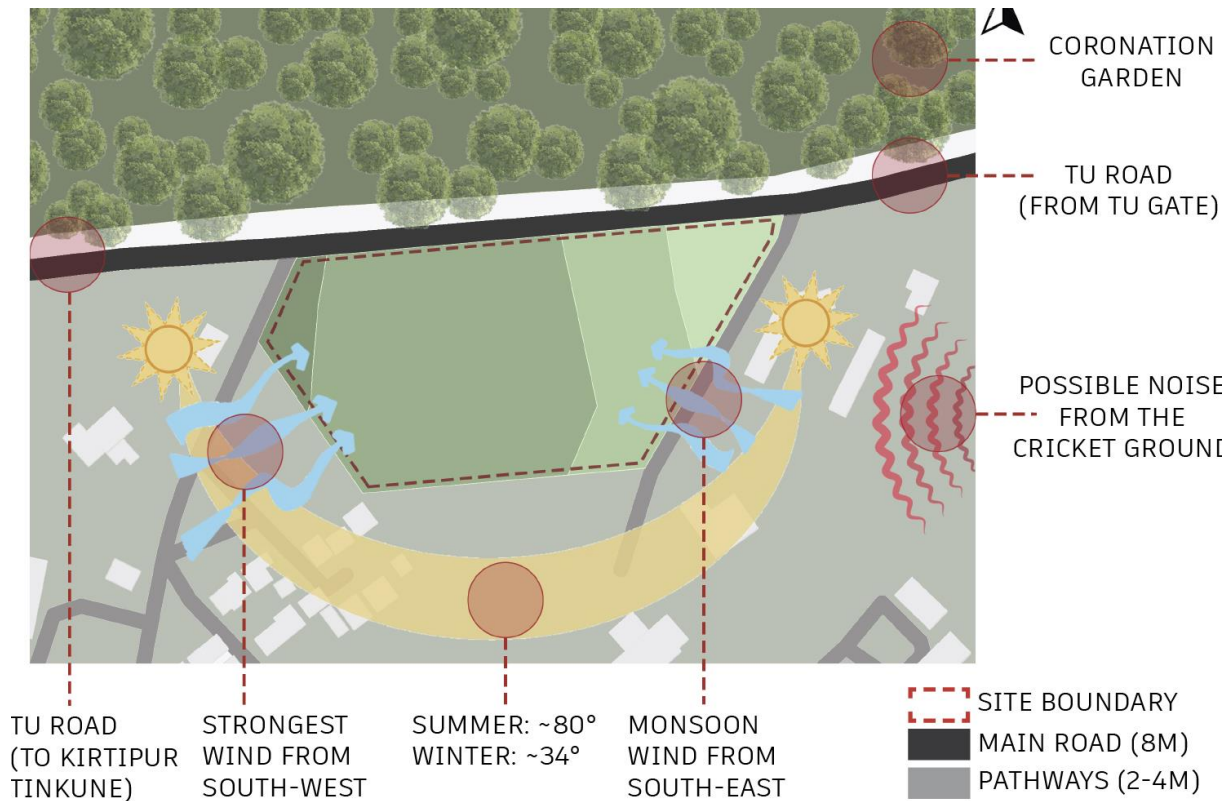 CORONATION
GARDEN
TU ROAD
(FROM TU GATE)
POSSIBLE NOISE
FROM THE
CRICKET GROUND
TU ROAD
(TO KIRTIPUR
TINKUNE)
STRONGEST
WIND FROM
SOUTH-WEST
SUMMER: ~80°
WINTER: ~34°
MONSOON
WIND FROM
SOUTH-EAST
SITE BOUNDARY
MAIN ROAD (8M)
PATHWAYS (2-4M)